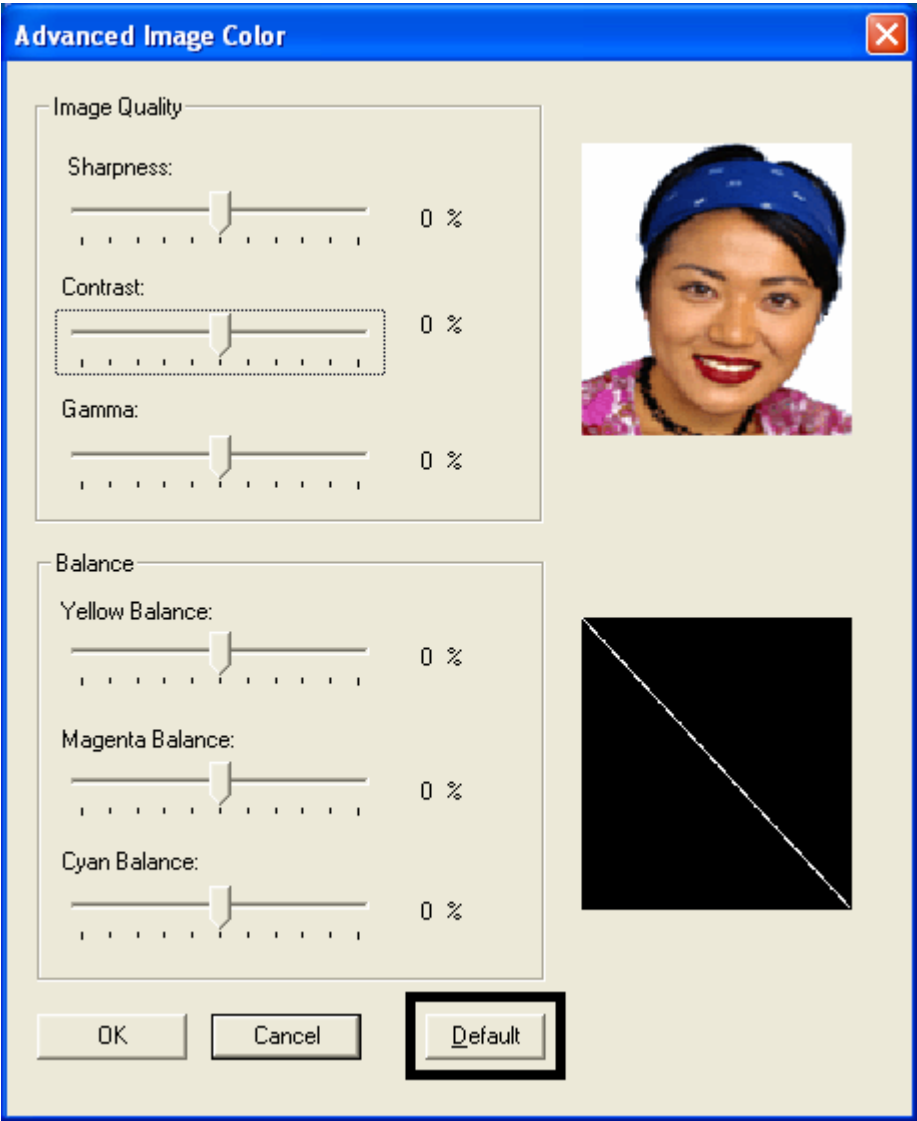 Advanced Image Color
Image Quality
Sharpness:
0 %
Contrast:
0 %
Gamma:
0 %
Balance
Yellow Balance:
0 %
Magenta Balance:
0 %
Cyan Balance:
0 %
OK Cancel Default